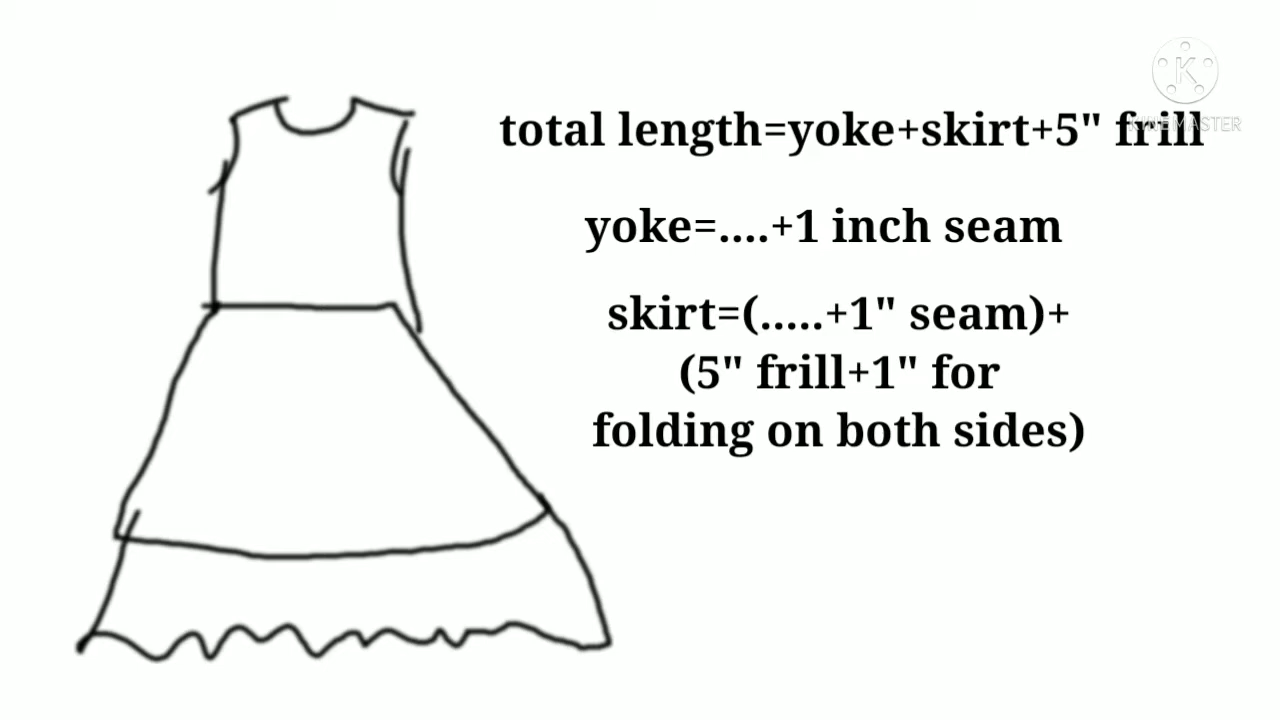 total length=yoke+skirt+5" frill
KINEMASTER
yoke=....+1 inch seam
skirt=(.....+1" seam)+
(5" frill+1" for
folding on both sides)